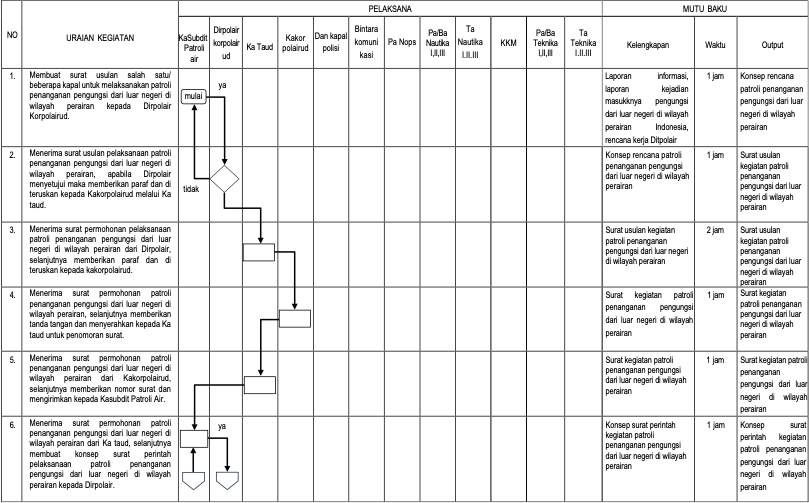 PELAKSANA
MUTU BAKU
NO
URAIAN KEGIATAN
KaSubdit
Patroli
air
Dirpolair
korpolair
ud
Ka Taud
Kakor
polairud
Dan kapal
polisi
Bintara
komuni
kasi
Pa Nops
Pa/Ba
Nautika
I,II,III
Ta
Nautika
I.II.III
KKM
Pa/Ba
Teknika
I,II,III
Ta
Teknika
I.II.III
Kelengkapan
Waktu
Output
1.
Membuat surat usulan salah satu/
beberapa kapal untuk melaksanakan patroli
penanganan pengungsi dari luar negeri di
wilayah perairan kepada Dirpolair
Korpolairud.
mulai
ya
Laporan informasi,
laporan kejadian
masukknya pengungsi
dari luar negeri di wilayah
perairan Indonesia,
rencana kerja Ditpolair
1 jam
Konsep rencana
patroli penanganan
pengungsi dari luar
negeri di wilayah
perairan
2.
Menerima surat usulan pelaksanaan patroli
penanganan pengungsi dari luar negeri di
wilayah perairan, apabila Dirpolair
menyetujui maka memberikan paraf dan di
teruskan kepada Kakorpolairud melalui Ka
taud.
tidak
Konsep rencana patroli
penanganan pengungsi
dari luar negeri di wilayah
perairan
1 jam
Surat usulan
kegiatan patroli
penanganan
pengungsi dari luar
negeri di wilayah
perairan
3.
Menerima surat permohonan pelaksanaan
patroli penanganan pengungsi dari luar
negeri di wilayah perairan dari Dirpolair,
selanjutnya memberikan paraf dan di
teruskan kepada kakorpolairud.
Surat usulan kegiatan
patroli penanganan
pengungsi dari luar negeri
di wilayah perairan
2 jam
Surat usulan
kegiatan patroli
penanganan
pengungsi dari luar
negeri di wilayah
perairan
4.
Menerima surat permohonan patroli
penanganan pengungsi dari luar negeri di
wilayah perairan, selanjutnya memberikan
tanda tangan dan menyerahkan kepada Ka
taud untuk penomoran surat.
Surat kegiatan patroli
penanganan pengungsi
dari luar negeri di wilayah
perairan
1 jam
Surat kegiatan
patroli penanganan
pengungsi dari luar
negeri di wilayah
perairan
5.
Menerima surat permohonan patroli
penanganan pengungsi dari luar negeri di
wilayah perairan dari Kakorpolairud,
selanjutnya memberikan nomor surat dan
mengirimkan kepada Kasubdit Patroli Air.
Surat kegiatan patroli
penanganan pengungsi
dari luar negeri di wilayah
perairan
1 jam
Surat kegiatan patroli
penanganan
pengungsi dari luar
negeri di wilayah
perairan
6.
Menerima surat permohonan patroli
penanganan pengungsi dari luar negeri di
wilayah perairan dari Ka taud, selanjutnya
membuat konsep surat perintah
pelaksanaan patroli penanganan
pengungsi dari luar negeri di wilayah
perairan kepada Dirpolair.
ya
Konsep surat perintah
kegiatan patroli
penanganan pengungsi
dari luar negeri di wilayah
perairan
1 jam
Konsep surat
perintah kegiatan
patroli penanganan
pengungsi dari luar
negeri di wilayah
perairan